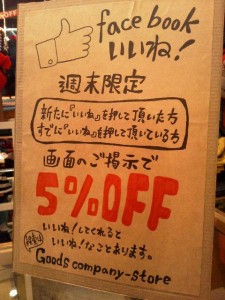 facebook
いいね!
週末限定
新たに『いいね』を押して頂いた方
すでに『いいね』を押して頂いている方
画面のご掲示で
5%OFF
いいね!してくれると
いいね!なことあります。
Goods company-store